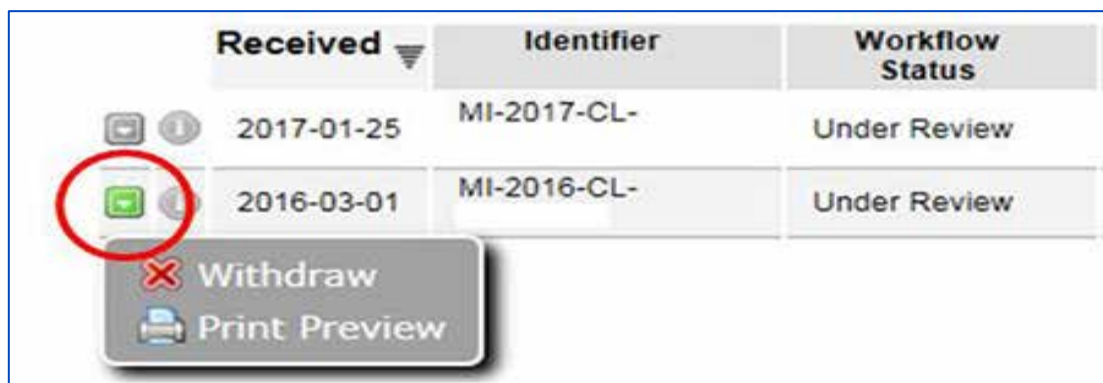 Received Identifier Workflow
Status
2017-01-25 MI-2017-CL- Under Review
2016-03-01 MI-2016-CL- Under Review
Withdraw
Print Preview